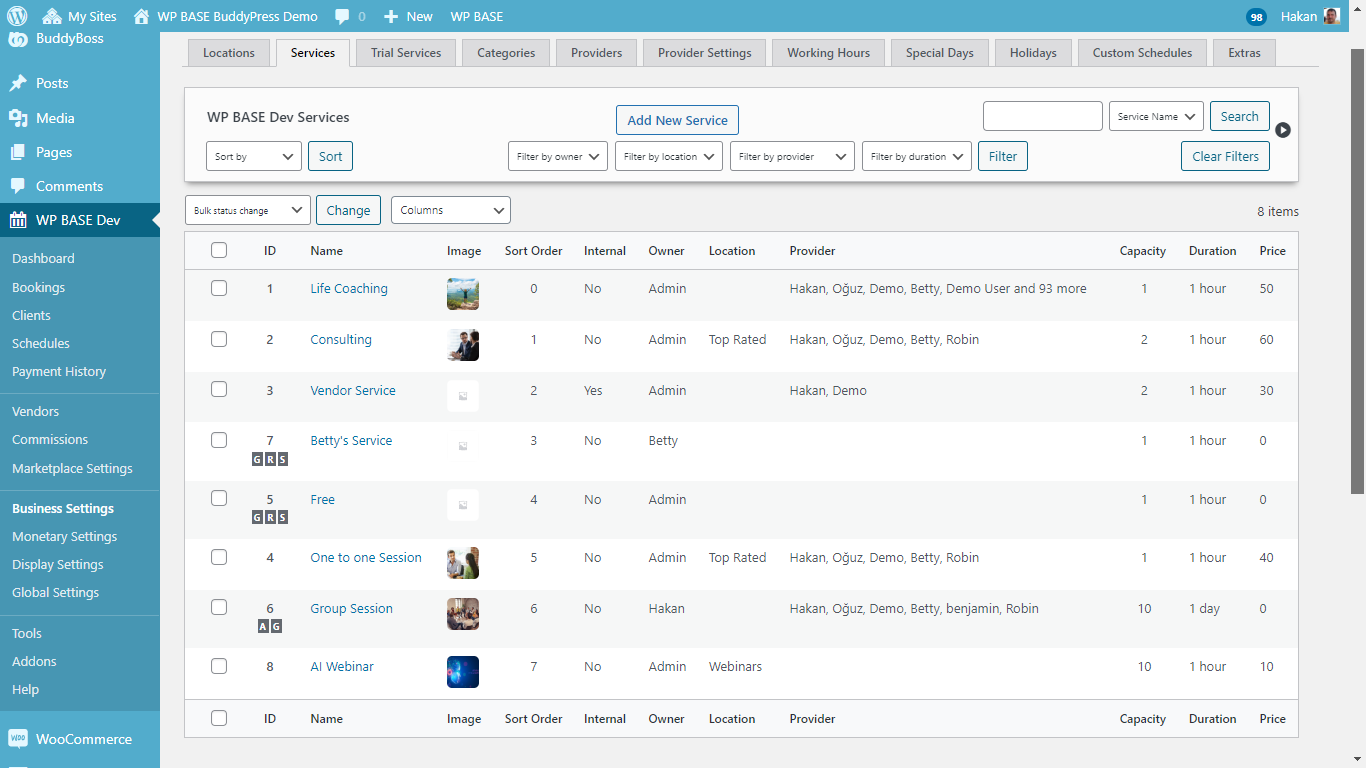 My Sites
WP BASE BuddyPress Demo
0
New
WP BASE
98
Hakan
BuddyBoss
Posts
Media
Pages
Comments
WP BASE Dev
Dashboard
Bookings
Clients
Schedules
Payment History
Vendors
Commissions
Marketplace Settings
Business Settings
Monetary Settings
Display Settings
Global Settings
Tools
Addons
Help
WOO WooCommerce
Locations Services Trial Services Categories Providers Provider Settings Working Hours Special Days Holidays Custom Schedules Extras
WP BASE Dev Services Add New Service Service Name Search
Sort by Sort Filter by owner Filter by location Filter by provider Filter by duration Filter Clear Filters
Bulk status change Change Columns 8 items
ID Name Image Sort Order Internal Owner Location Provider Capacity Duration Price
1 Life Coaching 0 No Admin Hakan, Oğuz, Demo, Betty, Demo User and 93 more 1 1 hour 50
2 Consulting 1 No Admin Top Rated Hakan, Oğuz, Demo, Betty, Robin 2 1 hour 60
3 Vendor Service 2 Yes Admin Hakan, Demo 2 1 hour 30
7 Betty's Service 3 No Betty 1 1 hour 0
G R S
5 Free 4 No Admin 1 1 hour 0
G R S
4 One to one Session 5 No Admin Top Rated Hakan, Oğuz, Demo, Betty, Robin 1 1 hour 40
6 Group Session 6 No Hakan Hakan, Oğuz, Demo, Betty, benjamin, Robin 10 1 day 0
A G
8 AI Webinar 7 No Admin Webinars 10 1 hour 10
ID Name Image Sort Order Internal Owner Location Provider Capacity Duration Price